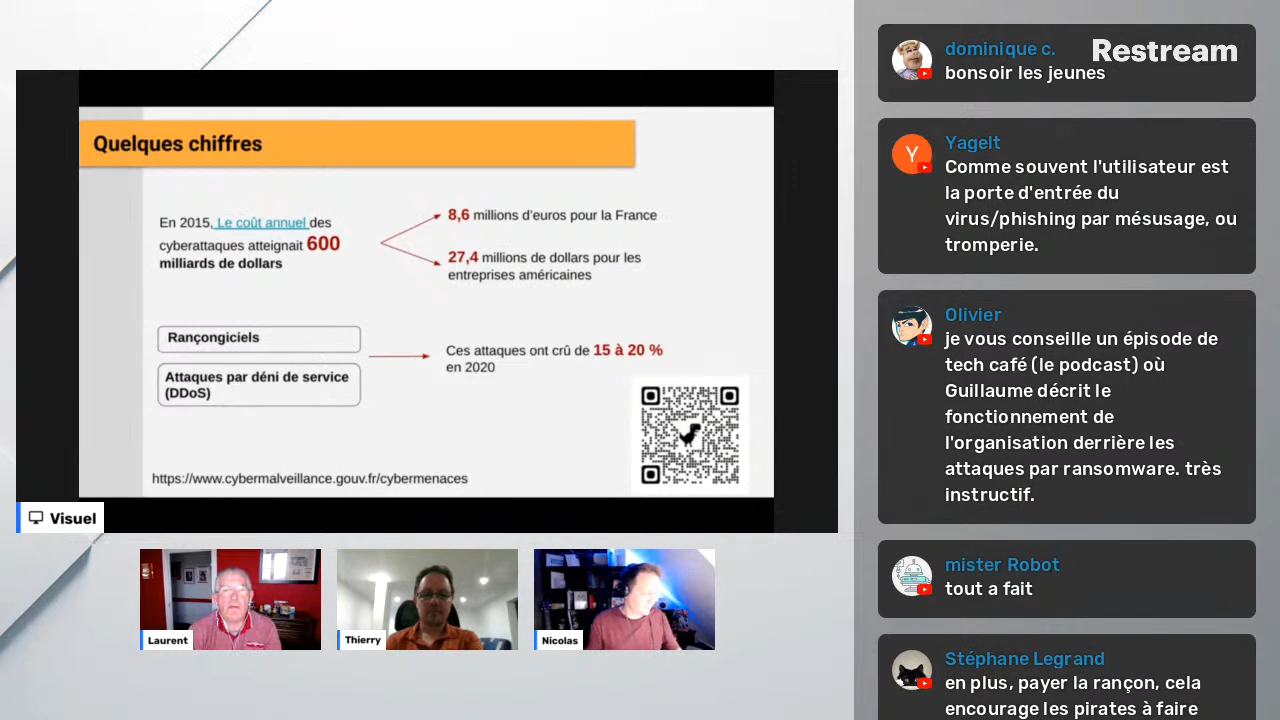 Quelques chiffres
En 2015, Le coût annuel des
cyberattaques atteignait 600
milliards de dollars
8,6 millions d'euros pour la France
27,4 millions de dollars pour les
entreprises américaines
Rançongiciels
Attaques par déni de service
(DDoS)
Ces attaques ont crû de 15 à 20 %
en 2020
https://www.cybermalveillance.gouv.fr/cybermenaces
Visuel
Laurent
Thierry
Nicolas
Restream
dominique c.
bonsoir les jeunes
Y
YageIt
Comme souvent l'utilisateur est
la porte d'entrée du
virus/phishing par mésusage, ou
tromperie.
Olivier
je vous conseille un épisode de
tech café (le podcast) où
Guillaume décrit le
fonctionnement de
l'organisation derrière les
attaques par ransomware. très
instructif.
mister Robot
tout a fait
Stéphane Legrand
en plus, payer la rançon, cela
encourage les pirates à faire